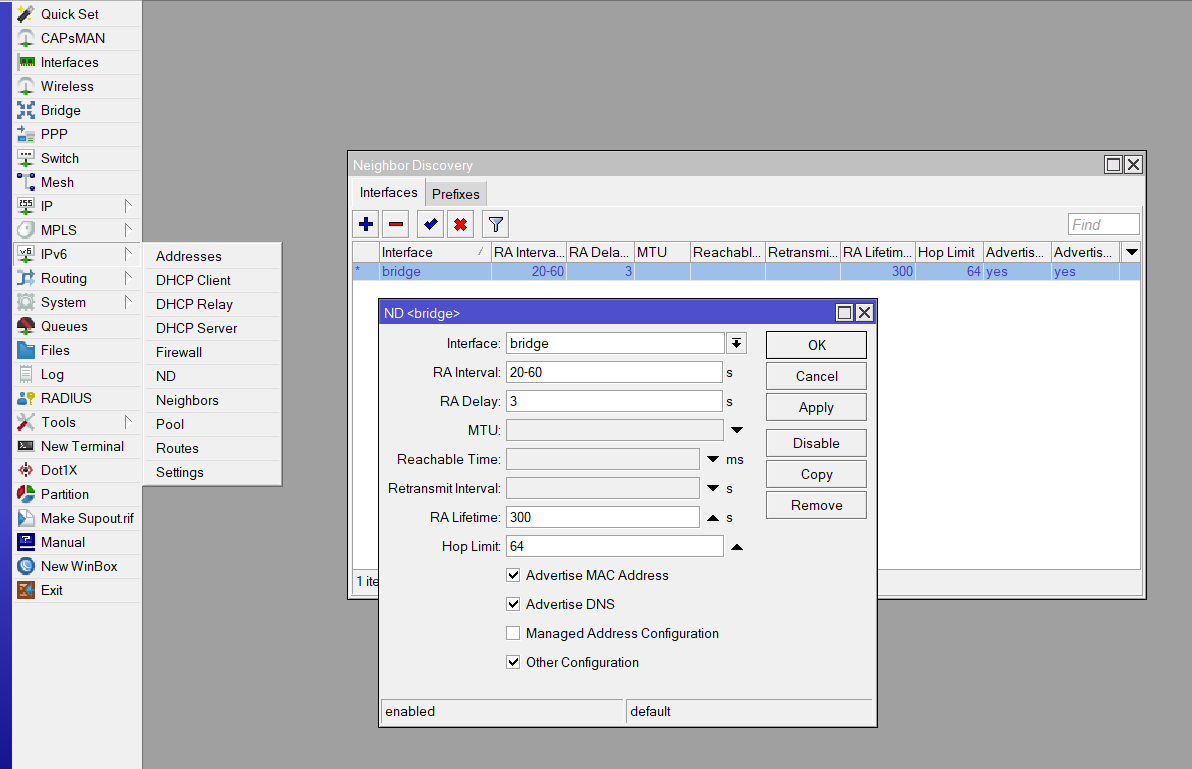 Quick Set
CAPsMAN
Interfaces
Wireless
Bridge
PPP
Switch
Mesh
IP
MPLS
IPv6
Routing
System
Queues
Files
Log
RADIUS
Tools
New Terminal
Dot1X
Partition
Make Supout.rif
Manual
New WinBox
Exit
Addresses
DHCP Client
DHCP Relay
DHCP Server
Firewall
ND
Neighbors
Pool
Routes
Settings
Neighbor Discovery
Interfaces Prefixes
Find
Interface RA Interva... RA Dela... MTU Reachabl... Retransmi... RA Lifetim... Hop Limit Advertis... Advertis...
* bridge 20-60 3 300 64 yes yes
1 ite
ND <bridge>
Interface: bridge
RA Interval: 20-60 s
RA Delay: 3 s
MTU:
Reachable Time: ms
Retransmit Interval: s
RA Lifetime: 300 s
Hop Limit: 64
Advertise MAC Address
Advertise DNS
Managed Address Configuration
Other Configuration
OK
Cancel
Apply
Disable
Copy
Remove
enabled default